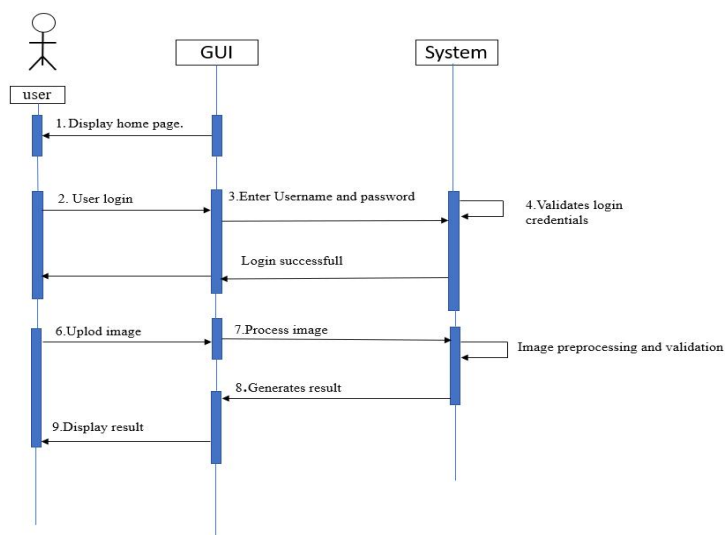 GUI
System
user
1. Display home page.
2. User login
3.Enter Username and password
4.Validates login
credentials
Login successfull
6.Uplod image
7.Process image
Image preprocessing and validation
8.Generates result
9.Display result